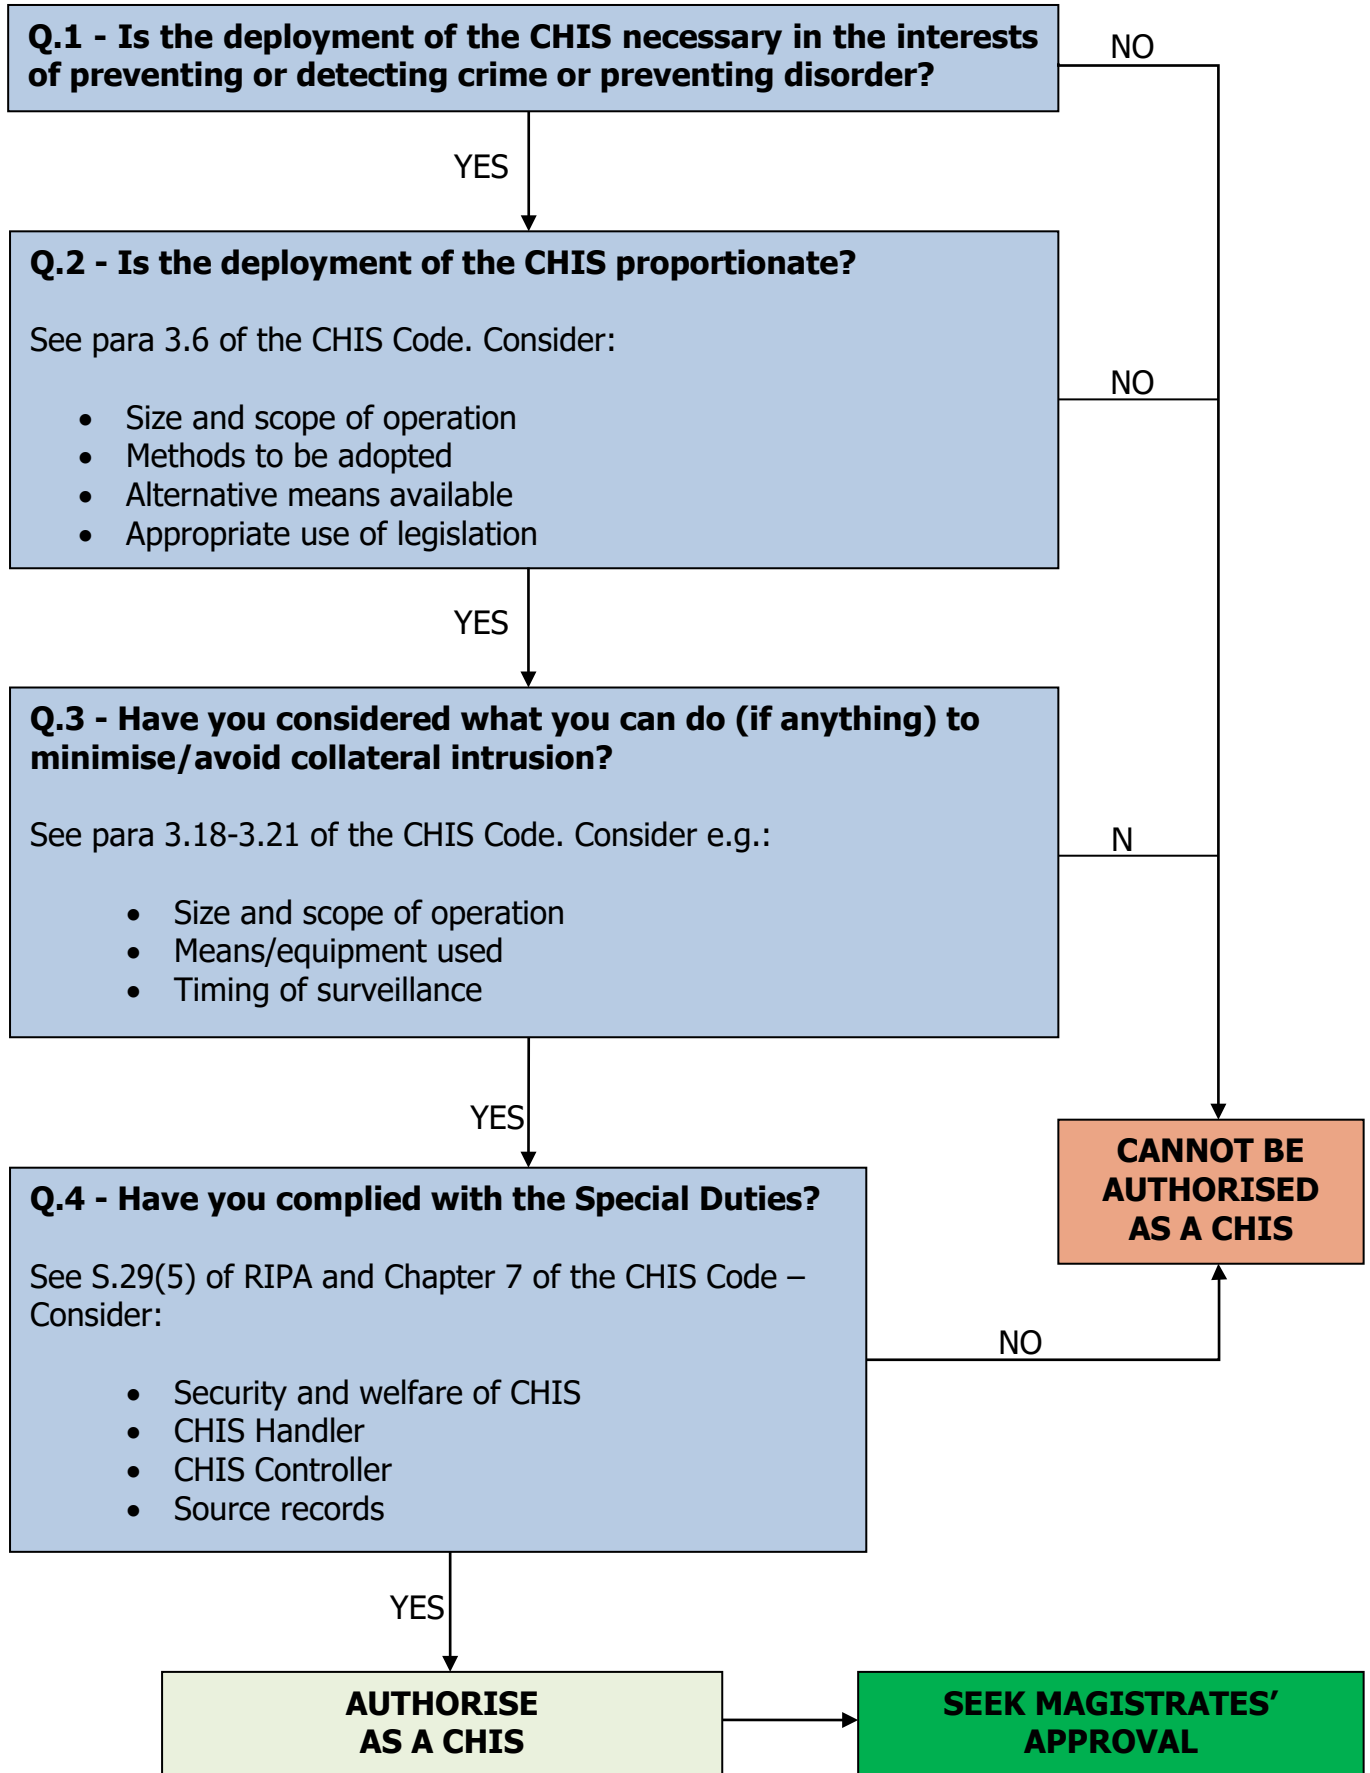 Q.1 - Is the deployment of the CHIS necessary in the interests
of preventing or detecting crime or preventing disorder?
NO
YES
Q.2 - Is the deployment of the CHIS proportionate?
See para 3.6 of the CHIS Code. Consider:
• Size and scope of operation
• Methods to be adopted
• Alternative means available
• Appropriate use of legislation
NO
YES
Q.3 - Have you considered what you can do (if anything) to
minimise/avoid collateral intrusion?
See para 3.18-3.21 of the CHIS Code. Consider e.g.:
• Size and scope of operation
• Means/equipment used
• Timing of surveillance
N
YES
CANNOT BE
AUTHORISED
AS A CHIS
Q.4 - Have you complied with the Special Duties?
See S.29(5) of RIPA and Chapter 7 of the CHIS Code –
Consider:
• Security and welfare of CHIS
• CHIS Handler
• CHIS Controller
• Source records
NO
YES
AUTHORISE
AS A CHIS
SEEK MAGISTRATES’
APPROVAL